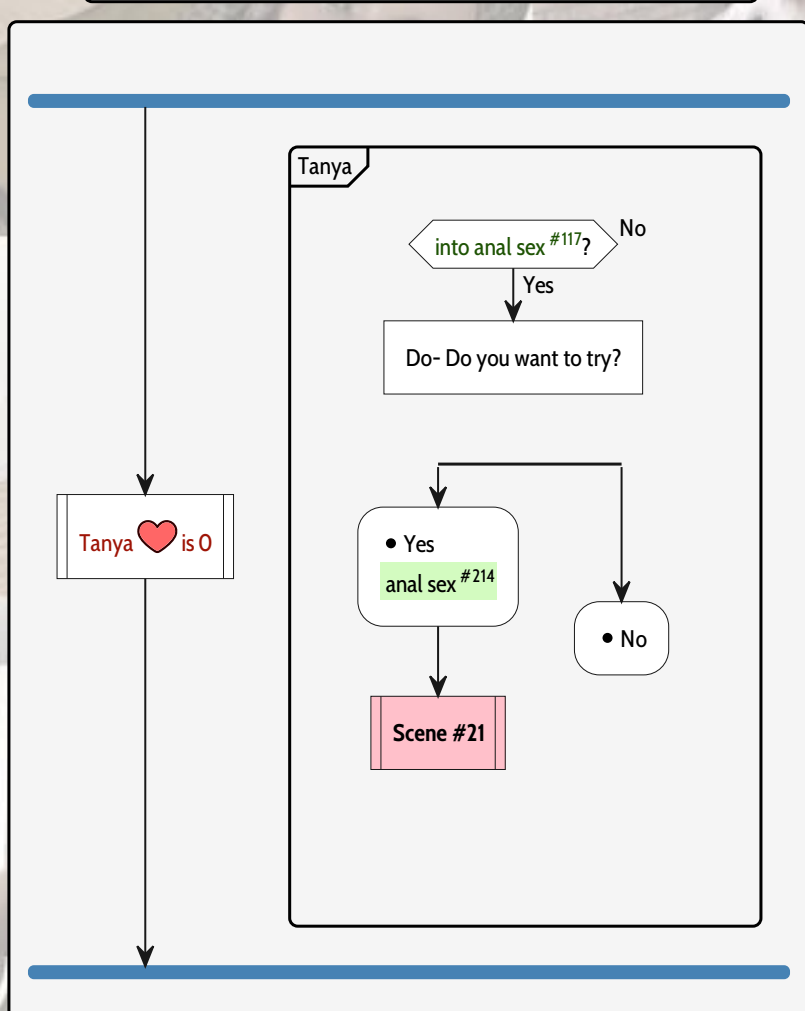 Tanya
into anal sex #117?
No
Yes
Do- Do you want to try?
Tanya is 0
• Yes
anal sex #214
• No
Scene #21